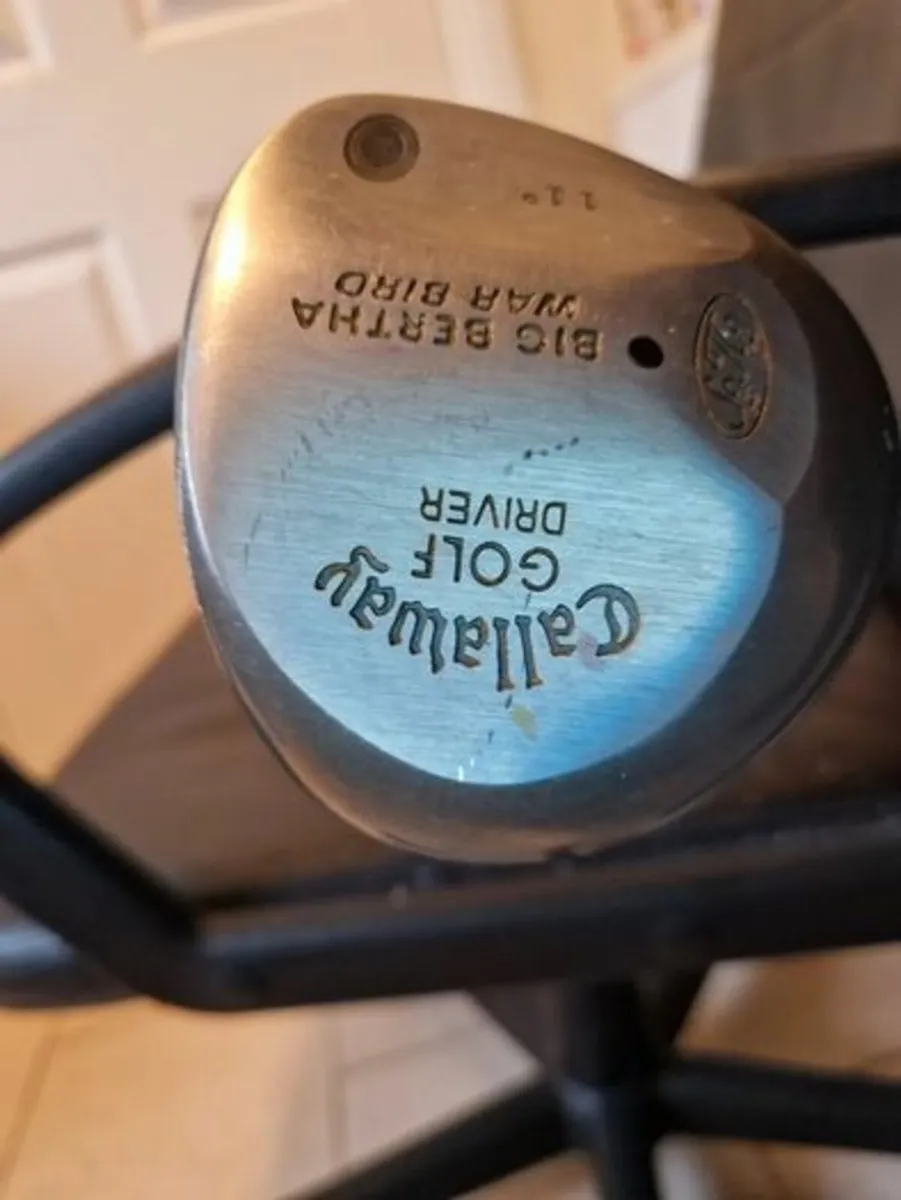 Callaway
GOLF
DRIVER
BIG BERTHA
WAR BIRD
11°